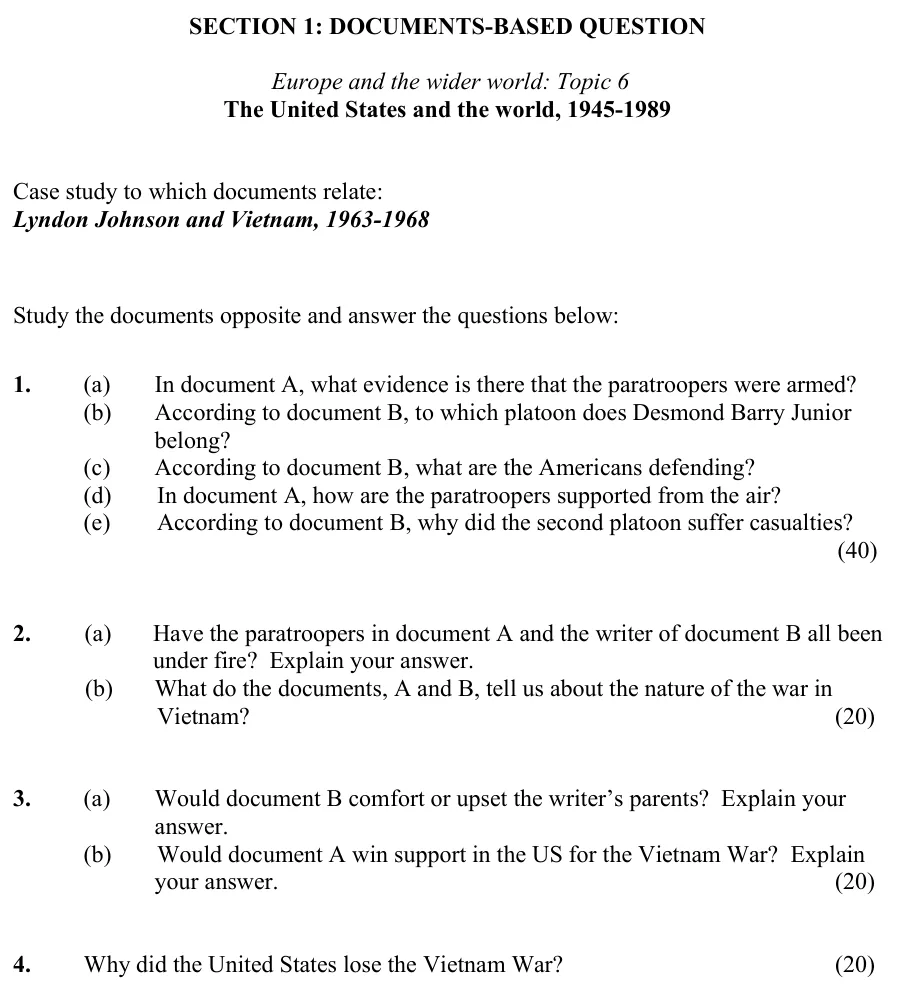 SECTION 1: DOCUMENTS-BASED QUESTION
Europe and the wider world: Topic 6
The United States and the world, 1945-1989
Case study to which documents relate:
Lyndon Johnson and Vietnam, 1963-1968
Study the documents opposite and answer the questions below:
1. (a) In document A, what evidence is there that the paratroopers were armed?
(b) According to document B, to which platoon does Desmond Barry Junior
belong?
(c) According to document B, what are the Americans defending?
(d) In document A, how are the paratroopers supported from the air?
(e) According to document B, why did the second platoon suffer casualties?
(40)
2. (a) Have the paratroopers in document A and the writer of document B all been
under fire? Explain your answer.
(b) What do the documents, A and B, tell us about the nature of the war in
Vietnam? (20)
3. (a) Would document B comfort or upset the writer’s parents? Explain your
answer.
(b) Would document A win support in the US for the Vietnam War? Explain
your answer. (20)
4. Why did the United States lose the Vietnam War? (20)